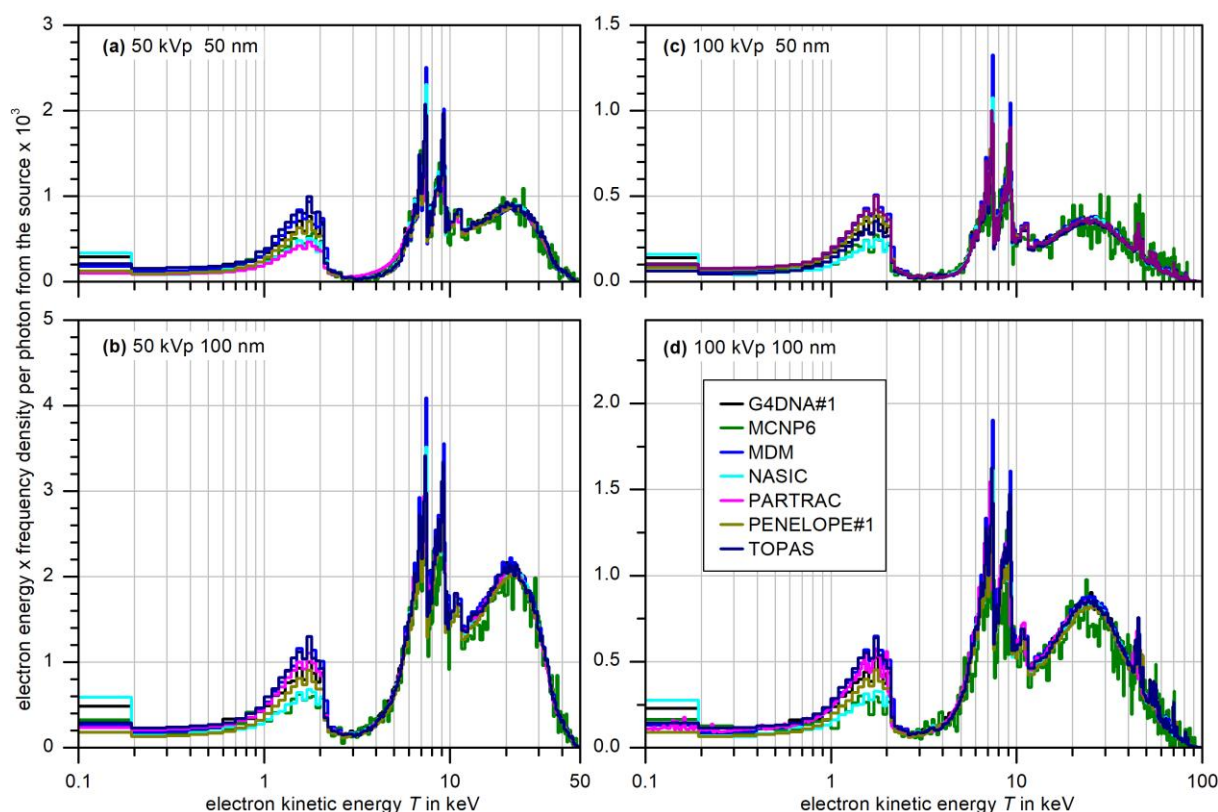 electron energy x frequency density per photon from the source x 10³
(a) 50 kVp 50 nm
3
2
1
0
(c) 100 kVp 50 nm
1.5
1.0
0.5
0.0
(b) 50 kVp 100 nm
5
4
3
2
1
0
0.1
1
10
50
electron kinetic energy T in keV
(d) 100 kVp 100 nm
2.0
1.5
1.0
0.5
0.0
G4DNA#1
MCNP6
MDM
NASIC
PARTRAC
PENELOPE#1
TOPAS
0.1
1
10
100
electron kinetic energy T in keV